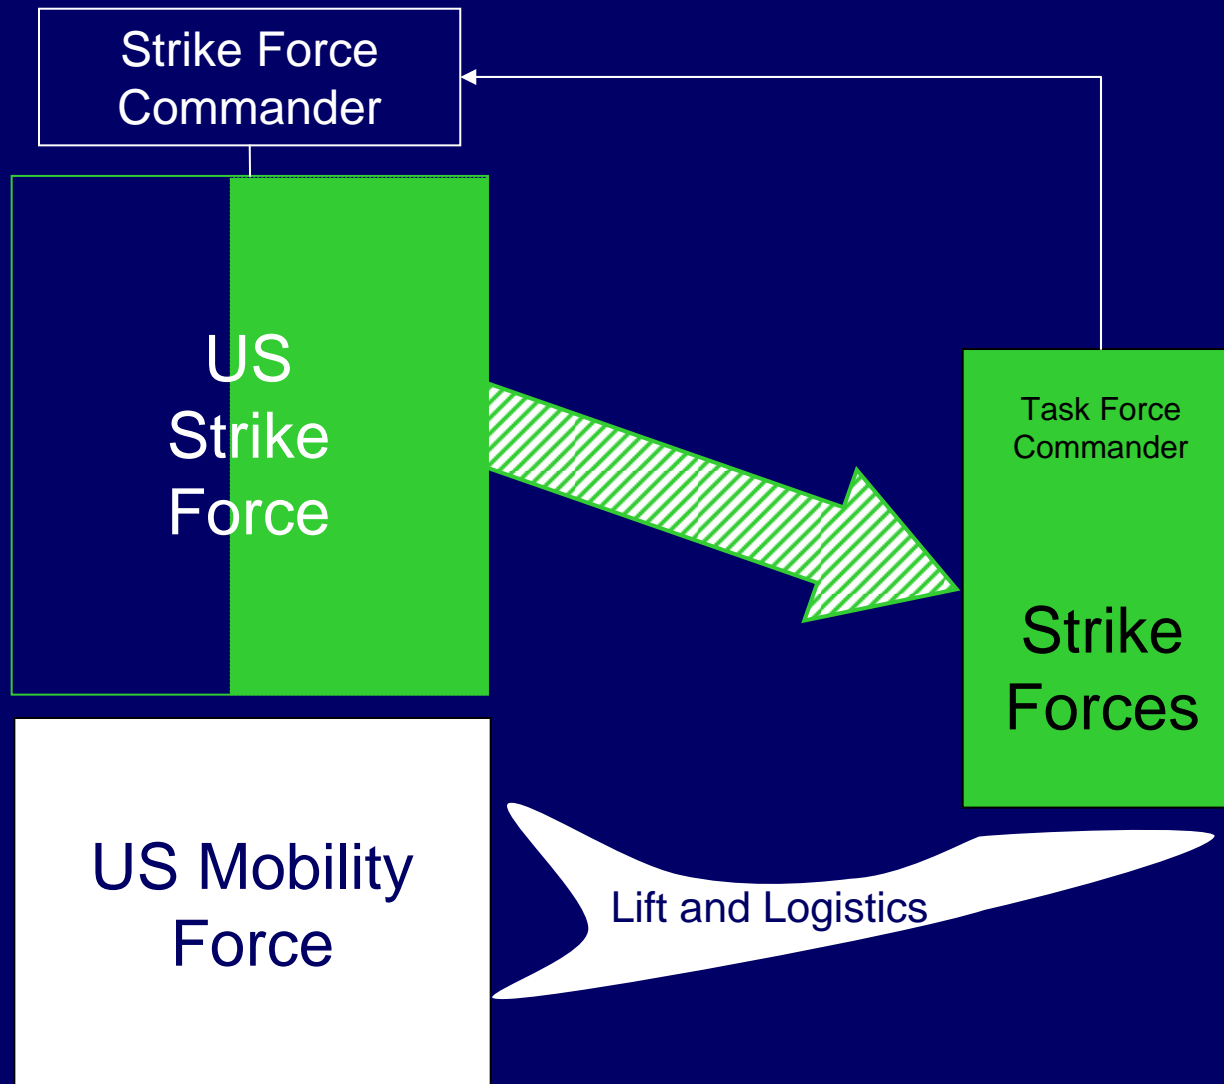 Strike Force
Commander
US
Strike
Force
Task Force
Commander
Strike
Forces
US Mobility
Force
Lift and Logistics